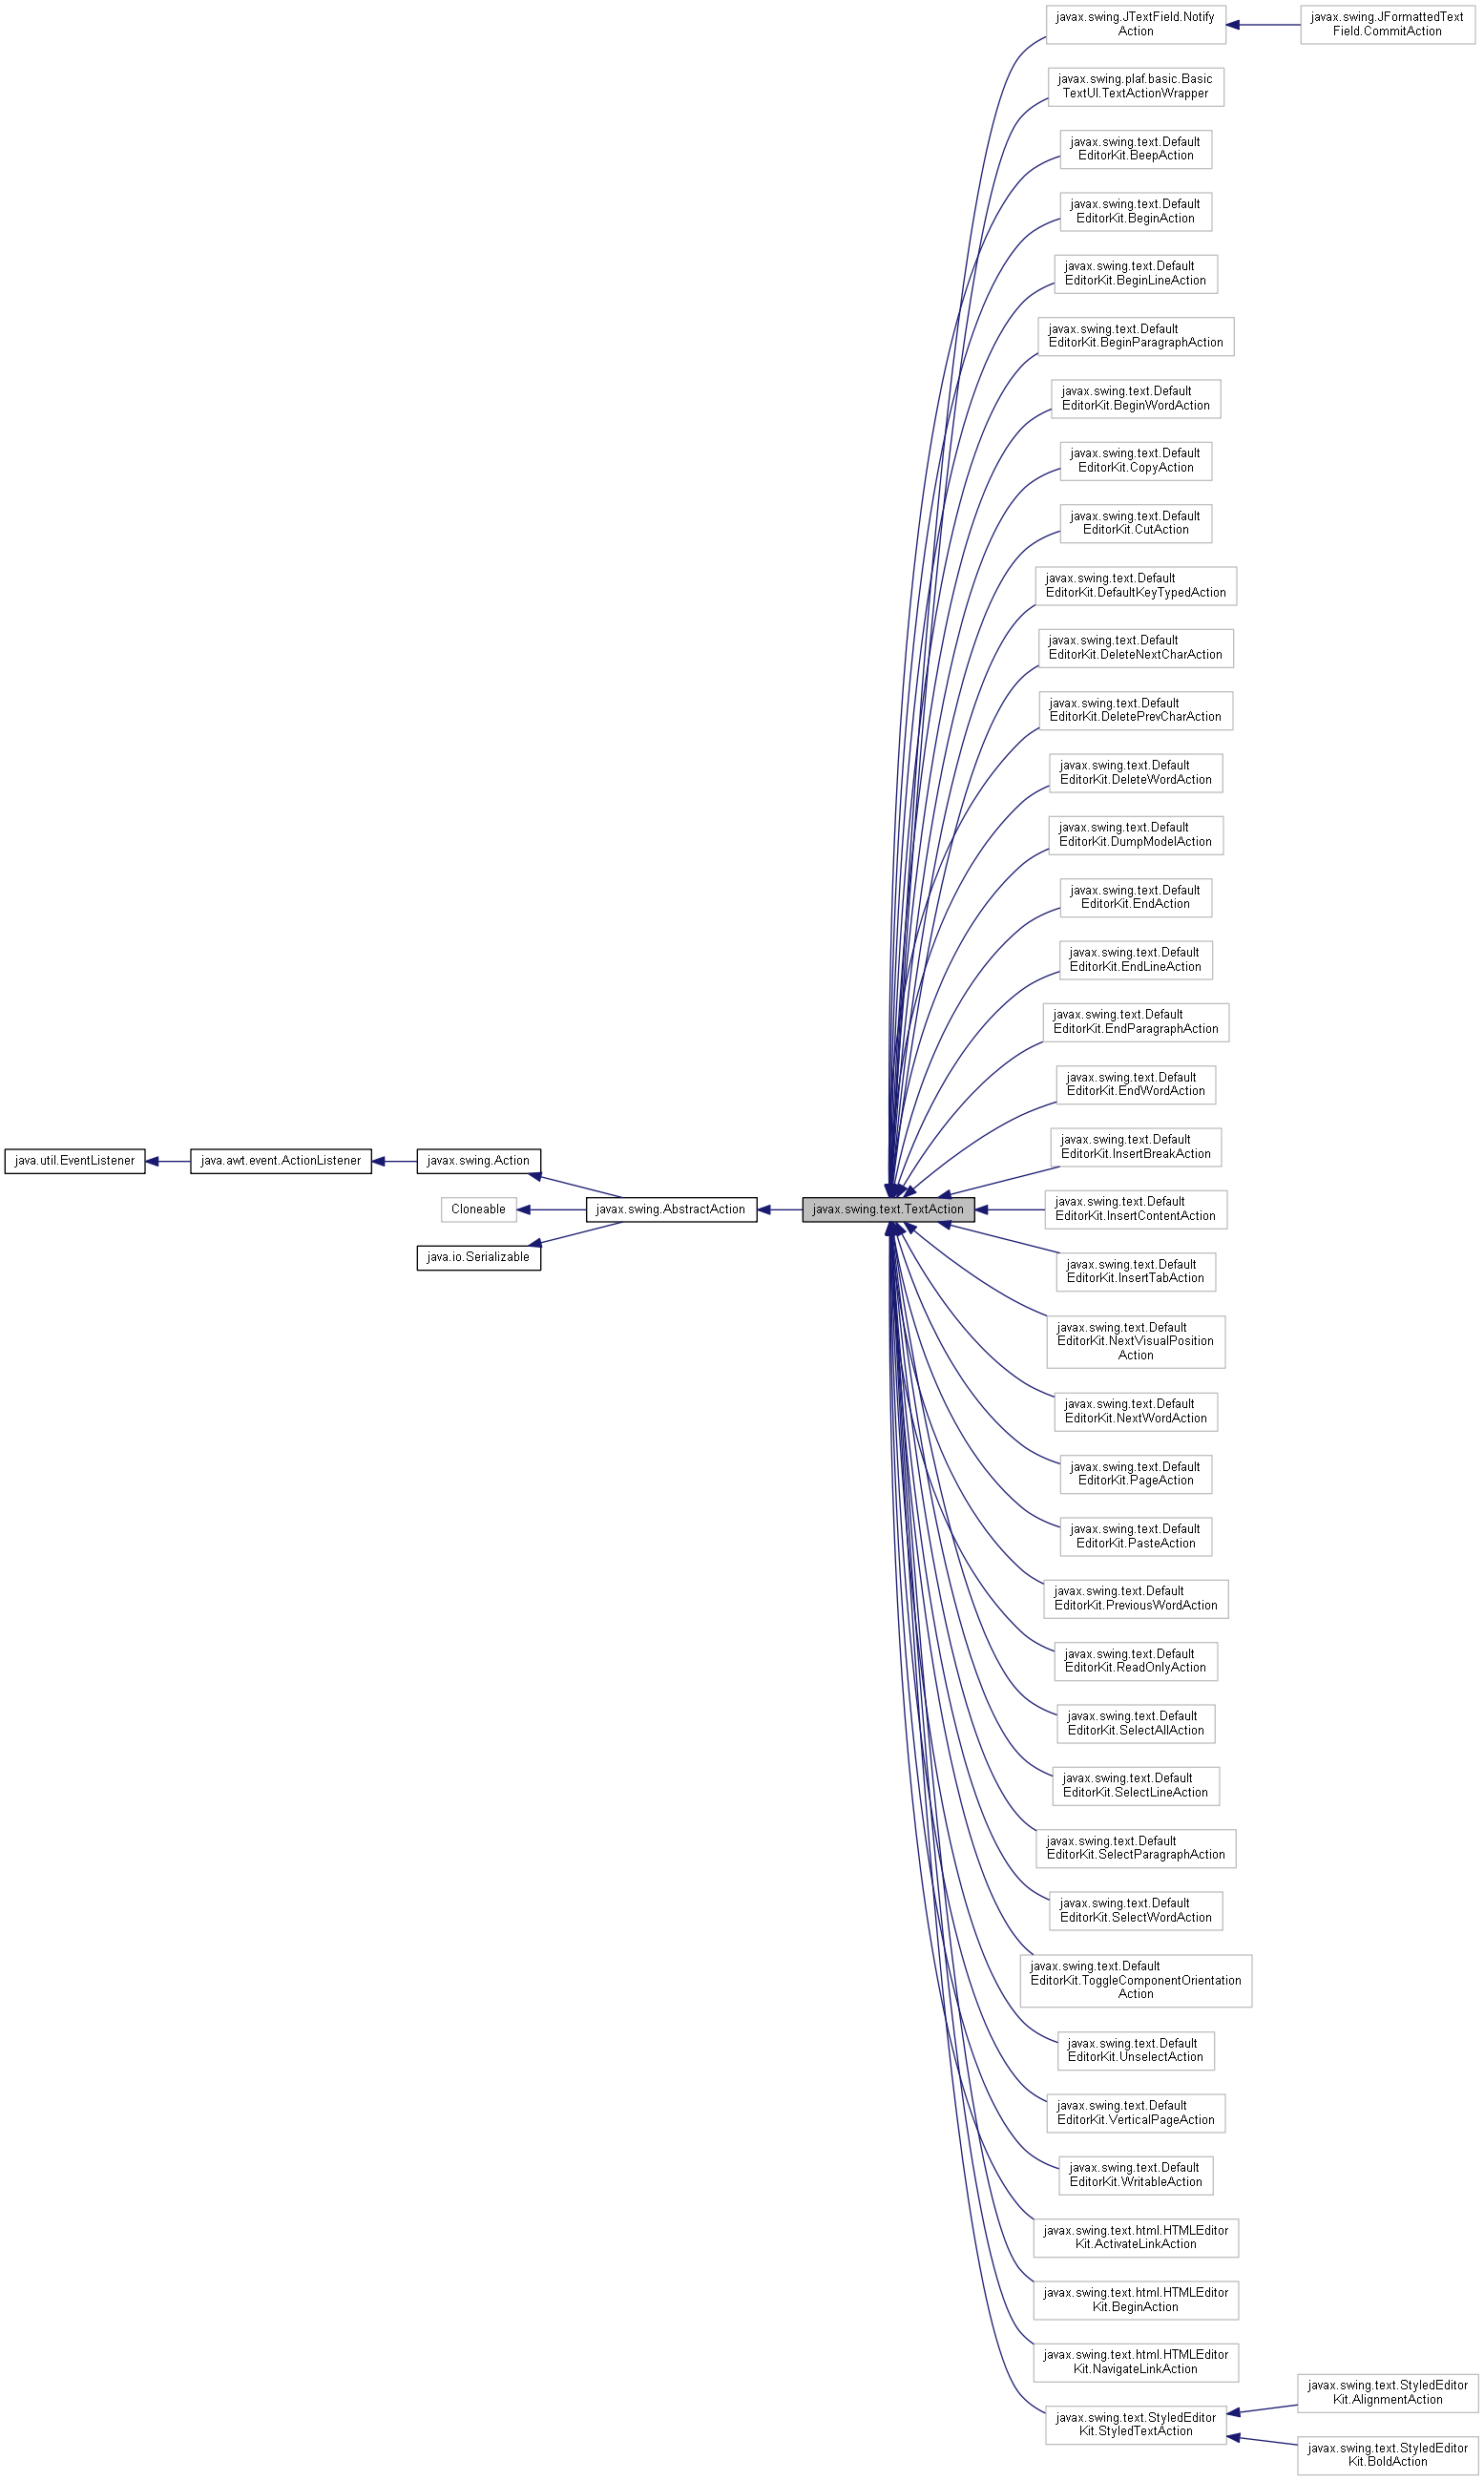 javax.swing.JTextField.Notify
Action
javax.swing.JFormattedText
Field.CommitAction
javax.swing.plaf.basic.Basic
TextUI.TextActionWrapper
javax.swing.text.Default
EditorKit.BeepAction
javax.swing.text.Default
EditorKit.BeginAction
javax.swing.text.Default
EditorKit.BeginLineAction
javax.swing.text.Default
EditorKit.BeginParagraphAction
javax.swing.text.Default
EditorKit.BeginWordAction
javax.swing.text.Default
EditorKit.CopyAction
javax.swing.text.Default
EditorKit.CutAction
javax.swing.text.Default
EditorKit.DefaultKeyTypedAction
javax.swing.text.Default
EditorKit.DeleteNextCharAction
javax.swing.text.Default
EditorKit.DeletePrevCharAction
javax.swing.text.Default
EditorKit.DeleteWordAction
javax.swing.text.Default
EditorKit.DumpModelAction
javax.swing.text.Default
EditorKit.EndAction
javax.swing.text.Default
EditorKit.EndLineAction
javax.swing.text.Default
EditorKit.EndParagraphAction
javax.swing.text.Default
EditorKit.EndWordAction
javax.swing.text.Default
EditorKit.InsertBreakAction
java.util.EventListener
java.awt.event.ActionListener
javax.swing.Action
Cloneable
java.io.Serializable
javax.swing.AbstractAction
javax.swing.text.TextAction
javax.swing.text.Default
EditorKit.InsertContentAction
javax.swing.text.Default
EditorKit.InsertTabAction
javax.swing.text.Default
EditorKit.NextVisualPosition
Action
javax.swing.text.Default
EditorKit.NextWordAction
javax.swing.text.Default
EditorKit.PageAction
javax.swing.text.Default
EditorKit.PasteAction
javax.swing.text.Default
EditorKit.PreviousWordAction
javax.swing.text.Default
EditorKit.ReadOnlyAction
javax.swing.text.Default
EditorKit.SelectAllAction
javax.swing.text.Default
EditorKit.SelectLineAction
javax.swing.text.Default
EditorKit.SelectParagraphAction
javax.swing.text.Default
EditorKit.SelectWordAction
javax.swing.text.Default
EditorKit.ToggleComponentOrientation
Action
javax.swing.text.Default
EditorKit.UnselectAction
javax.swing.text.Default
EditorKit.VerticalPageAction
javax.swing.text.Default
EditorKit.WritableAction
javax.swing.text.html.HTMLEditor
Kit.ActivateLinkAction
javax.swing.text.html.HTMLEditor
Kit.BeginAction
javax.swing.text.html.HTMLEditor
Kit.NavigateLinkAction
javax.swing.text.StyledEditor
Kit.StyledTextAction
javax.swing.text.StyledEditor
Kit.AlignmentAction
javax.swing.text.StyledEditor
Kit.BoldAction